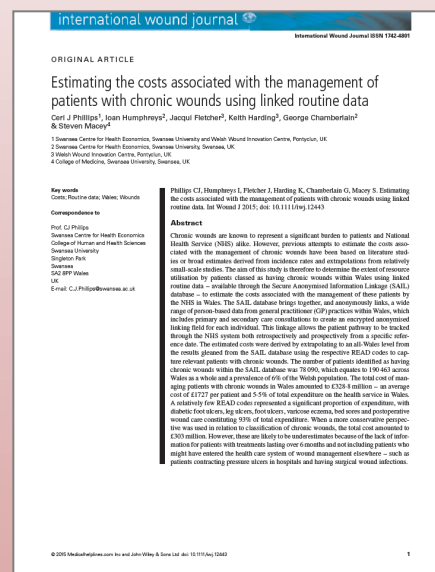 international wound journal
International Wound Journal ISSN 1742-4801
ORIGINAL ARTICLE
Estimating the costs associated with the management of
patients with chronic wounds using linked routine data
Ceri J Phillips1, Ioan Humphreys2, Jacqui Fletcher3, Keith Harding3, George Chamberlain2
& Steven Macey4
1 Swansea Centre for Health Economics, Swansea University and Welsh Wound Innovation Centre, Pontyclun, UK
2 Swansea Centre for Health Economics, Swansea University, Swansea, UK
3 Welsh Wound Innovation Centre, Pontyclun, UK
4 College of Medicine, Swansea University, Swansea, UK
Key words
Costs; Routine data; Wales; Wounds
Correspondence to
Prof. CJ Phillips
Swansea Centre for Health Economics
College of Human and Health Sciences
Swansea University
Singleton Park
Swansea
SA2 8PP Wales
UK
E-mail: C.J.Phillips@swansea.ac.uk
Phillips CJ, Humphreys I, Fletcher J, Harding K, Chamberlain G, Macey S. Estimating
the costs associated with the management of patients with chronic wounds using linked
routine data. Int Wound J 2015; doi: 10.1111/iwj.12443
Abstract
Chronic wounds are known to represent a significant burden to patients and National
Health Service (NHS) alike. However, previous attempts to estimate the costs asso-
ciated with the management of chronic wounds have been based on literature stud-
ies or broad estimates derived from incidence rates and extrapolations from relatively
small-scale studies. The aim of this study is therefore to determine the extent of resource
utilisation by patients classed as having chronic wounds within Wales using linked
routine data – available through the Secure Anonymised Information Linkage (SAIL)
database – to estimate the costs associated with the management of these patients by
the NHS in Wales. The SAIL database brings together, and anonymously links, a wide
range of person-based data from general practitioner (GP) practices within Wales, which
includes primary and secondary care consultations to create an encrypted anonymised
linking field for each individual. This linkage allows the patient pathway to be tracked
through the NHS system both retrospectively and prospectively from a specific refer-
ence date. The estimated costs were derived by extrapolating to an all-Wales level from
the results gleaned from the SAIL database using the respective READ codes to cap-
ture relevant patients with chronic wounds. The number of patients identified as having
chronic wounds within the SAIL database was 78 090, which equates to 190 463 across
Wales as a whole and a prevalence of 6% of the Welsh population. The total cost of man-
aging patients with chronic wounds in Wales amounted to £328·8 million – an average
cost of £1727 per patient and 5·5% of total expenditure on the health service in Wales.
A relatively few READ codes represented a significant proportion of expenditure, with
diabetic foot ulcers, leg ulcers, foot ulcers, varicose eczema, bed sores and postoperative
wound care constituting 93% of total expenditure. When a more conservative perspec-
tive was used in relation to classification of chronic wounds, the total cost amounted to
£303 million. However, these are likely to be underestimates because of the lack of infor-
mation for patients with treatments lasting over 6 months and not including patients who
might have entered the health care system of wound management elsewhere – such as
patients contracting pressure ulcers in hospitals and having surgical wound infections.
© 2015 Medicalhelplines.com Inc and John Wiley & Sons Ltd doi: 10.1111/iwj.12443
1